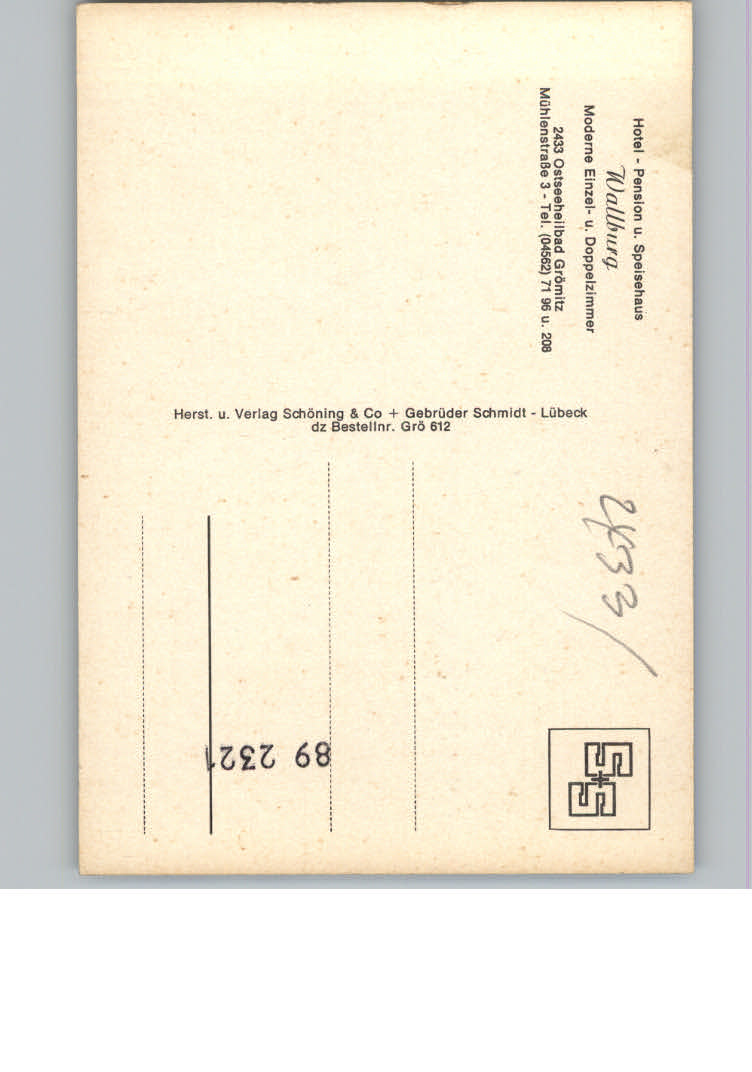 Hotel - Pension u. Speisehaus
Wallburg
Moderne Einzel- u. Doppelzimmer
2433 Ostseeheilbad Grömitz
Mühlenstraße 3 - Tel. (04562) 71 96 u. 208
Herst. u. Verlag Schöning & Co + Gebrüder Schmidt - Lübeck
dz Bestellnr. Grö 612
2433/
S+S
89 2321